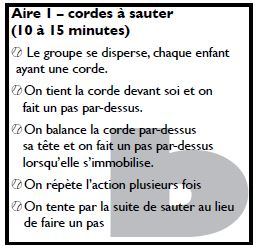 Aire 1 – cordes à sauter
(10 à 15 minutes)
Le groupe se disperse, chaque enfant
ayant une corde.
On tient la corde devant soi et on
fait un pas par-dessus.
On balance la corde par-dessus
sa tête et on fait un pas par-dessus
lorsqu'elle s'immobilise.
On répète l'action plusieurs fois
On tente par la suite de sauter au lieu
de faire un pas